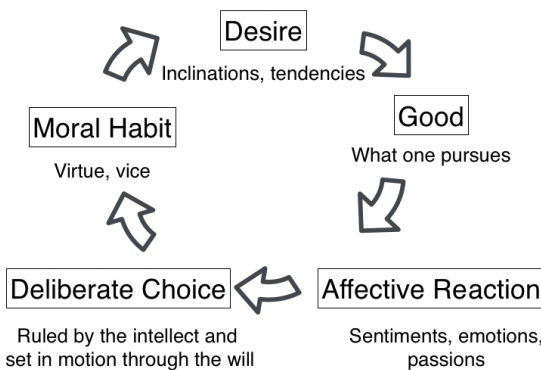 Desire
Inclinations, tendencies
Good
What one pursues
Affective Reaction
Sentiments, emotions,
passions
Deliberate Choice
Ruled by the intellect and
set in motion through the will
Moral Habit
Virtue, vice